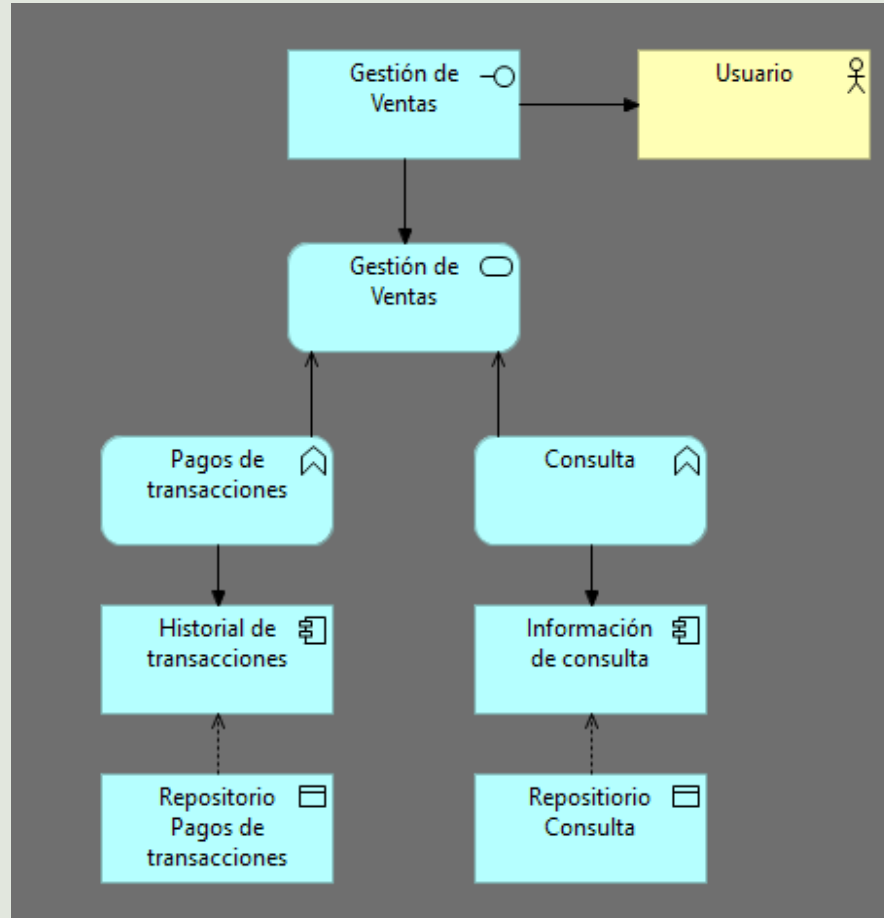 Gestión de
Ventas
Usuario
Gestión de
Ventas
Pagos de
transacciones
Consulta
Historial de
transacciones
Información
de consulta
Repositorio
Pagos de
transacciones
Repositiorio
Consulta